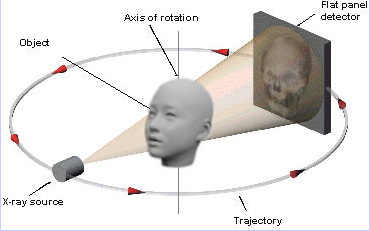 Flat panel
detector
Axis of rotation
Object
X-ray source
Trajectory